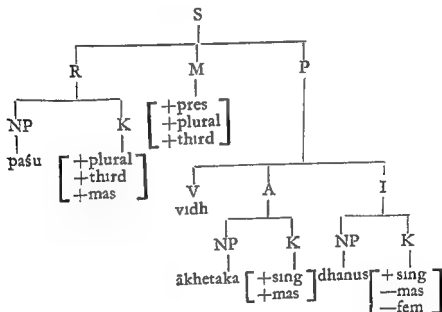 S
R M P
NP K [+pres
+plural
+third]
paśu [+plural
+third
+mas]
V A I
vidh
NP K NP K
ākhetaka [+sing
+mas] dhanus [+sing
−mas
−fem]